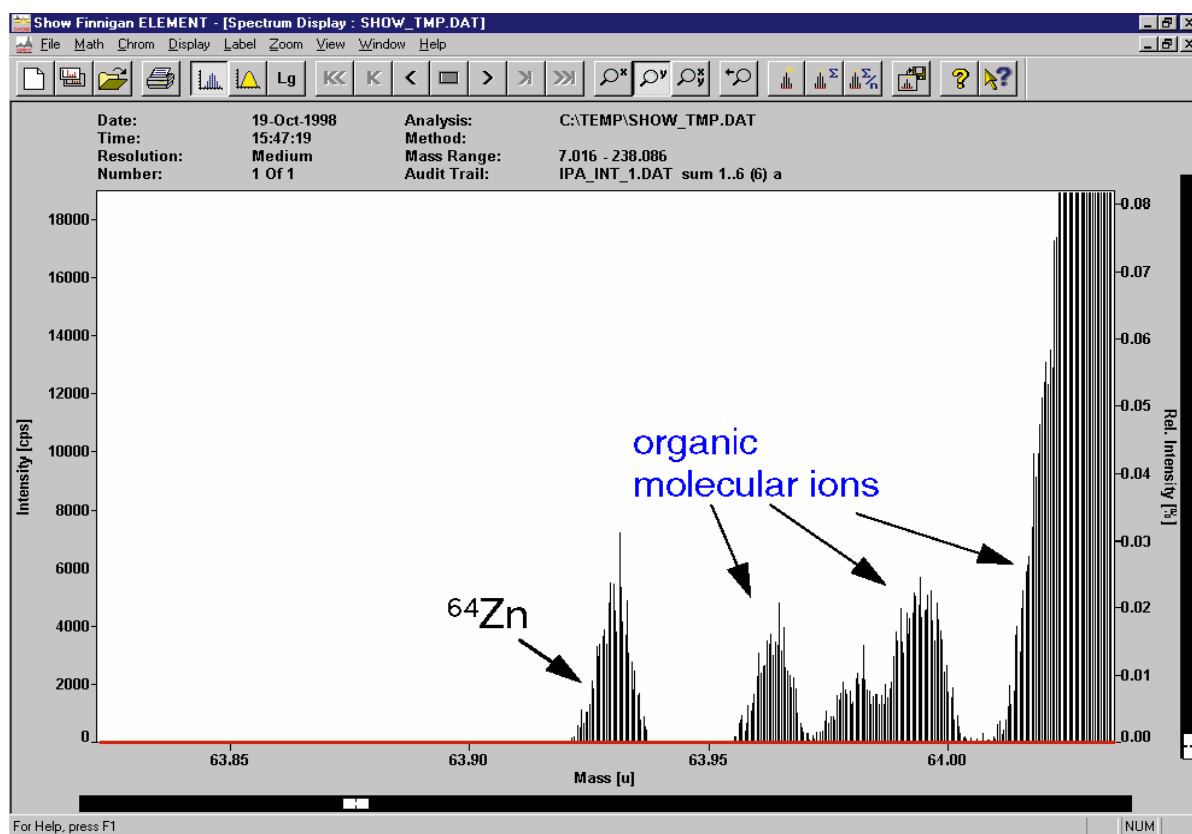 Show Finnigan ELEMENT - [Spectrum Display : SHOW_TMP.DAT]
File Math Chrom Display Label Zoom View Window Help
Lg
Date: 19-Oct-1998 Analysis: C:\TEMP\SHOW_TMP.DAT
Time: 15:47:19 Method:
Resolution: Medium Mass Range: 7.016 - 238.086
Number: 1 Of 1 Audit Trail: IPA_INT_1.DAT sum 1..6 (6) a
18000
16000
14000
12000
10000
8000
6000
4000
2000
0
Intensity [cps]
organic
molecular ions
⁶⁴Zn
0.08
0.07
0.06
0.05
0.04
0.03
0.02
0.01
0.00
Rel. Intensity [%]
63.85 63.90 63.95 64.00
Mass [u]
For Help, press F1 NUM